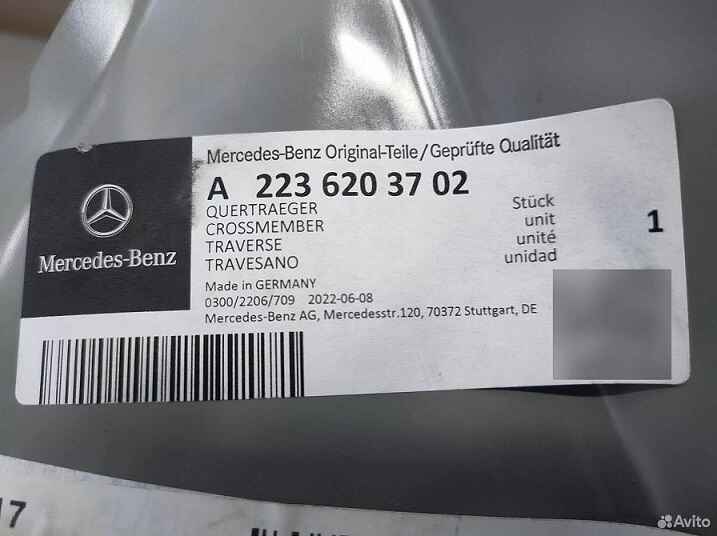 Mercedes-Benz Original-Teile/Geprüfte Qualität
A 223 620 37 02
QUERTRAEGER
CROSSMEMBER
TRAVERSE
TRAVESANO
Stück
unit
unité
unidad
1
Made in GERMANY
0300/2206/709 2022-06-08
Mercedes-Benz AG, Mercedesstr.120, 70372 Stuttgart, DE
Mercedes-Benz
17
Avito